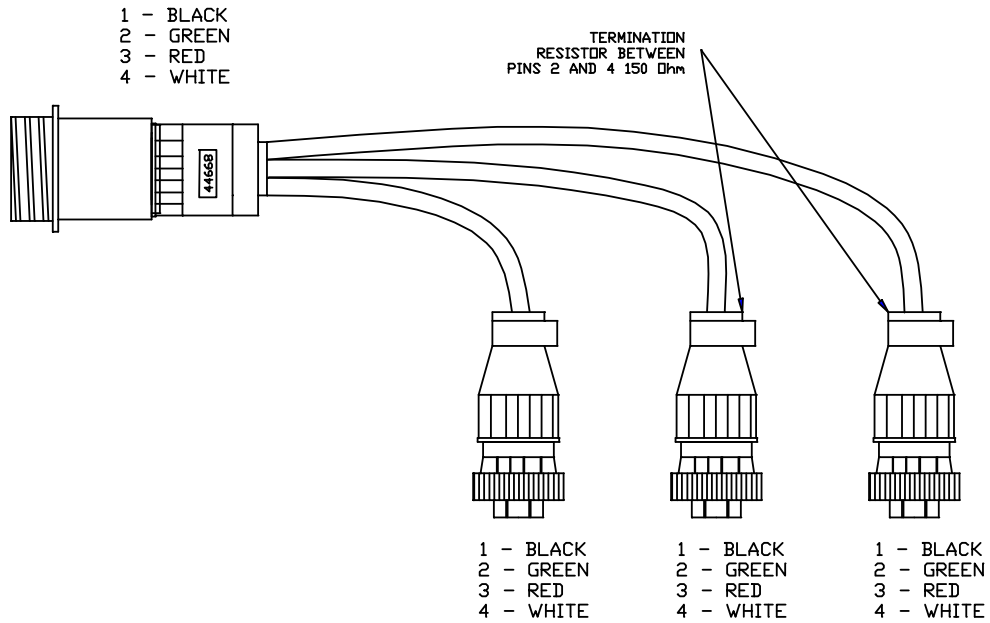 1 - BLACK
2 - GREEN
3 - RED
4 - WHITE
TERMINATION
RESISTOR BETWEEN
PINS 2 AND 4 150 Ohm
44668
1 - BLACK
2 - GREEN
3 - RED
4 - WHITE
1 - BLACK
2 - GREEN
3 - RED
4 - WHITE
1 - BLACK
2 - GREEN
3 - RED
4 - WHITE